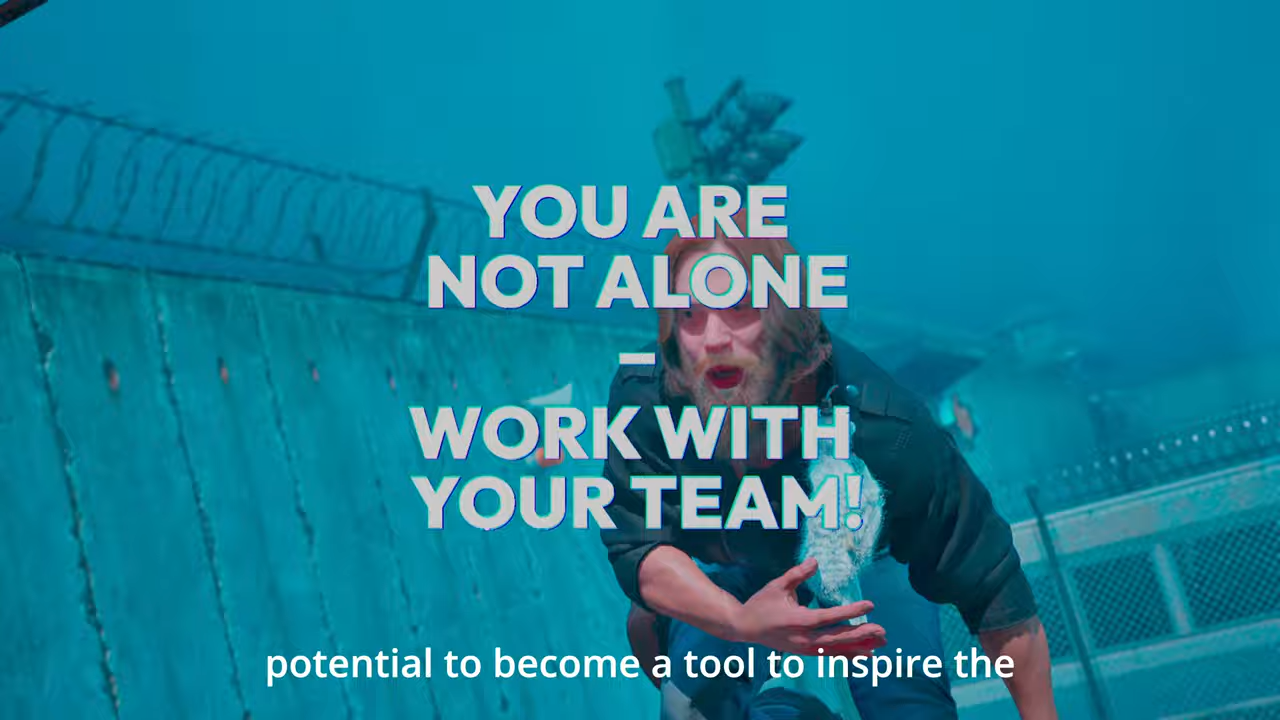 YOU ARE
NOT ALONE
–
WORK WITH
YOUR TEAM!
potential to become a tool to inspire the